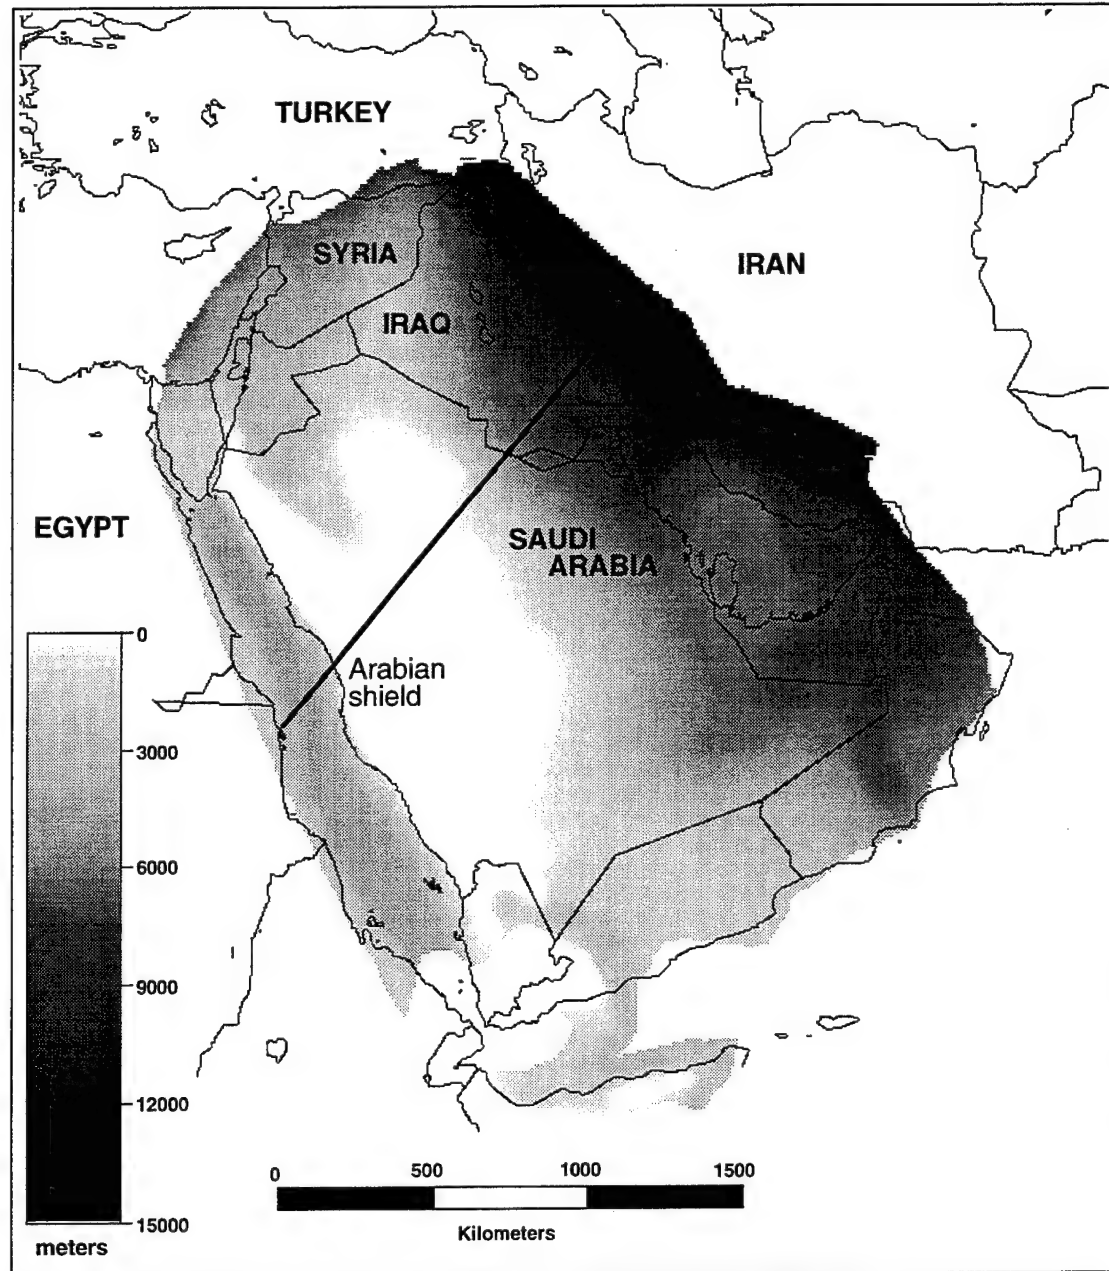 TURKEY
SYRIA
IRAN
IRAQ
EGYPT
SAUDI
ARABIA
Arabian
shield
0
3000
6000
9000
12000
15000
meters
0
500
1000
1500
Kilometers